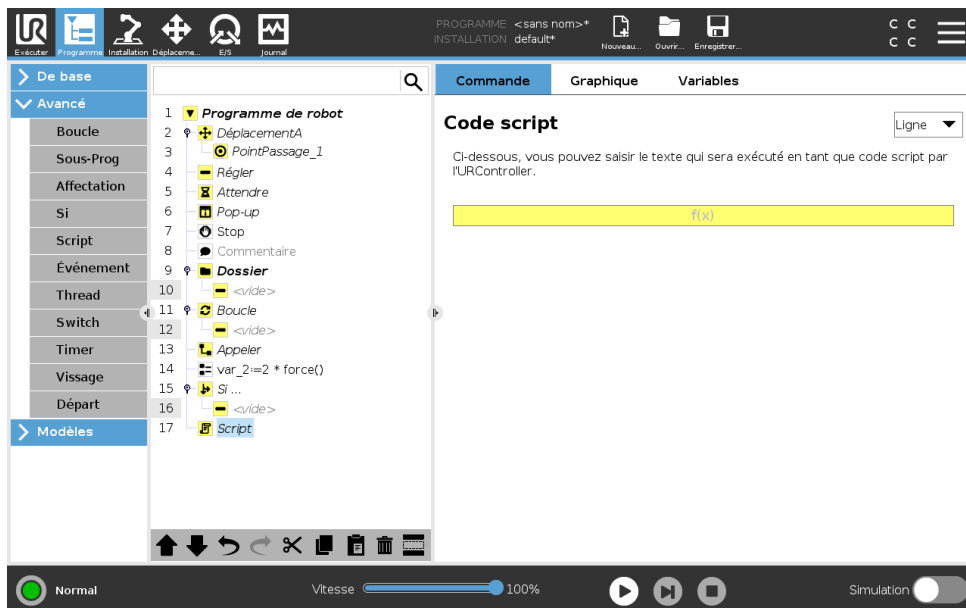 PROGRAMME <sans nom>*
INSTALLATION default*
C C
C C
Exécuter
Programme
Installation
Déplaceme...
E/S
Journal
Nouveau...
Ouvrir...
Enregistrer...
De base
Avancé
Boucle
Sous-Prog
Affectation
Si
Script
Événement
Thread
Switch
Timer
Vissage
Départ
Modèles
1 Programme de robot
2 DéplacementA
3 PointPassage_1
4 Régler
5 Attendre
6 Pop-up
7 Stop
8 Commentaire
9 Dossier
10 <vide>
11 Boucle
12 <vide>
13 Appeler
14 var_2:=2 * force()
15 Si ...
16 <vide>
17 Script
Commande Graphique Variables
Code script
Ligne
Ci-dessous, vous pouvez saisir le texte qui sera exécuté en tant que code script par
l'URController.
f(x)
Normal
Vitesse 100%
Simulation